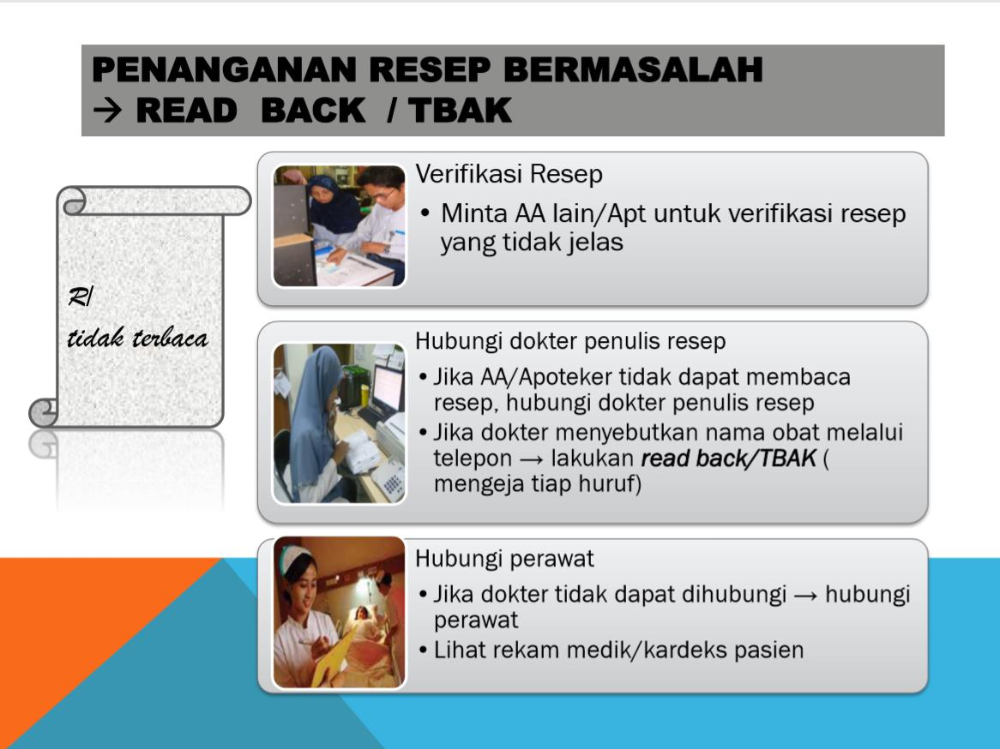 PENANGANAN RESEP BERMASALAH
→ READ BACK / TBAK
R/
tidak terbaca
Verifikasi Resep
• Minta AA lain/Apt untuk verifikasi resep
yang tidak jelas
Hubungi dokter penulis resep
• Jika AA/Apoteker tidak dapat membaca
resep, hubungi dokter penulis resep
• Jika dokter menyebutkan nama obat melalui
telepon → lakukan read back/TBAK (
mengeja tiap huruf)
Hubungi perawat
• Jika dokter tidak dapat dihubungi → hubungi
perawat
• Lihat rekam medik/kardeks pasien